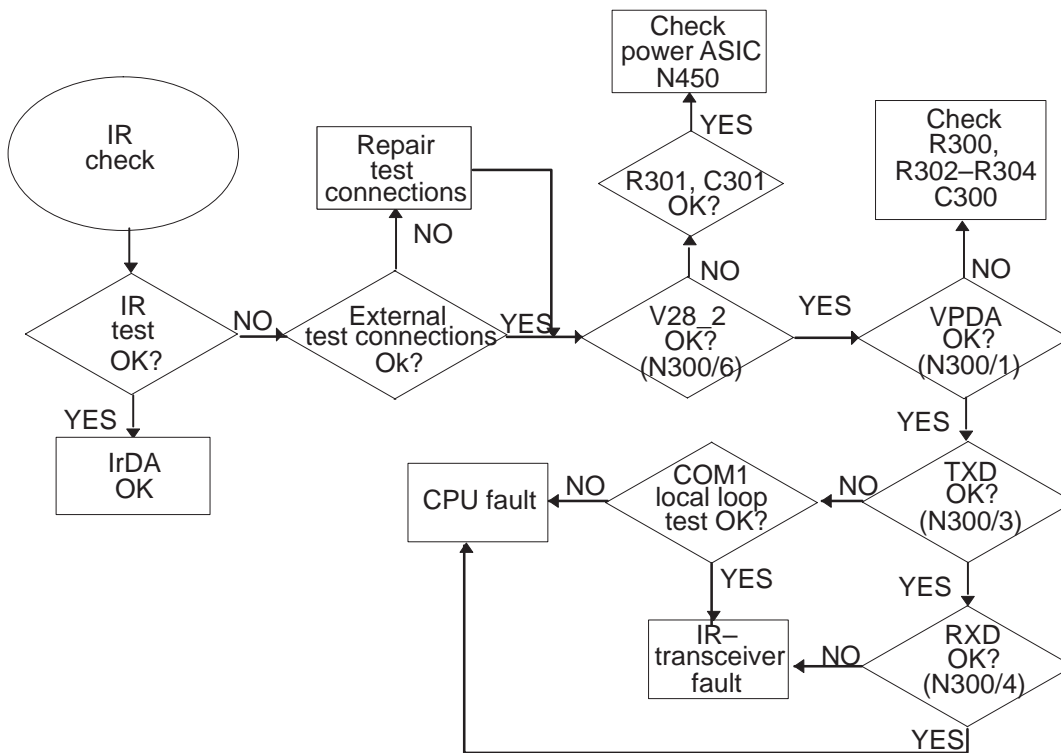 IR
check
Repair
test
connections
Check
power ASIC
N450
YES
R301, C301
OK?
Check
R300,
R302–R304
C300
NO
NO
NO
IR
test
OK?
NO
External
test connections
Ok?
YES
V28_2
OK?
(N300/6)
YES
VPDA
OK?
(N300/1)
YES
YES
IrDA
OK
CPU fault
NO
COM1
local loop
test OK?
NO
TXD
OK?
(N300/3)
YES
YES
IR–
transceiver
fault
NO
RXD
OK?
(N300/4)
YES